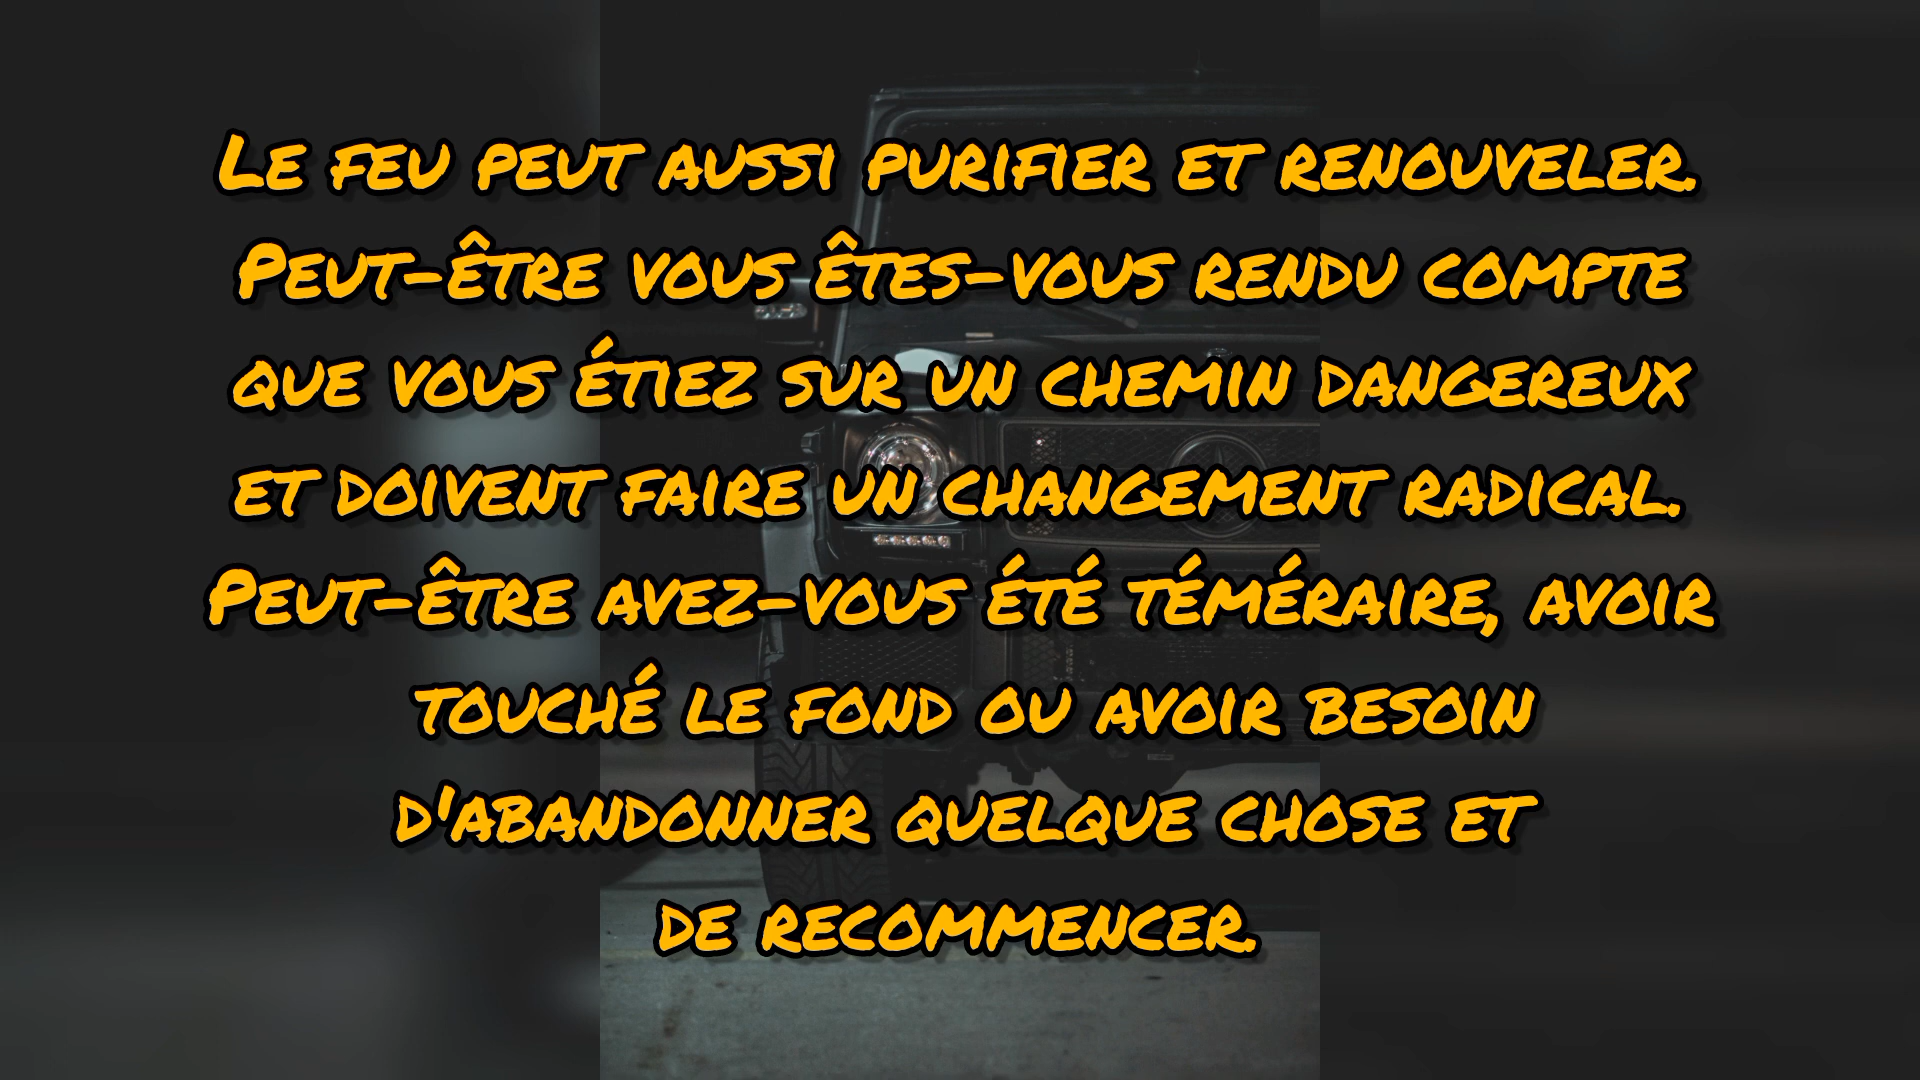 Le feu peut aussi purifier et renouveler.
Peut-être vous êtes-vous rendu compte
que vous étiez sur un chemin dangereux
et doivent faire un changement radical.
Peut-être avez-vous été téméraire, avoir
touché le fond ou avoir besoin
d'abandonner quelque chose et
de recommencer.